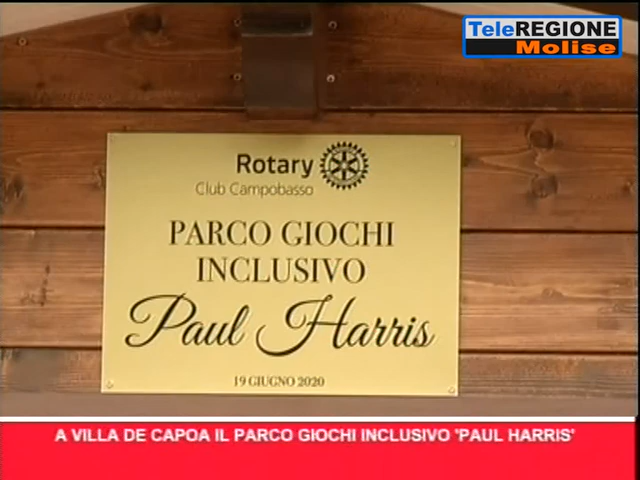 TeleREGIONE
Molise
Rotary
Club Campobasso
PARCO GIOCHI
INCLUSIVO
Paul Harris
19 GIUGNO 2020
A VILLA DE CAPOA IL PARCO GIOCHI INCLUSIVO "PAUL HARRIS"